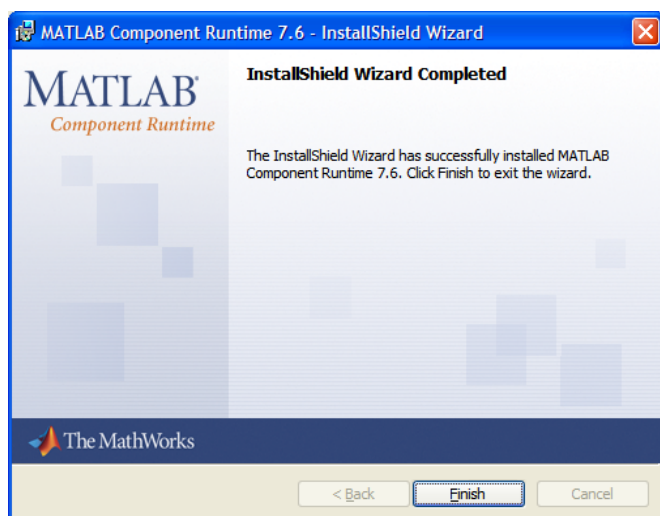 MATLAB Component Runtime 7.6 - InstallShield Wizard
MATLAB®
Component Runtime
InstallShield Wizard Completed
The InstallShield Wizard has successfully installed MATLAB
Component Runtime 7.6. Click Finish to exit the wizard.
The MathWorks
< Back
Finish
Cancel